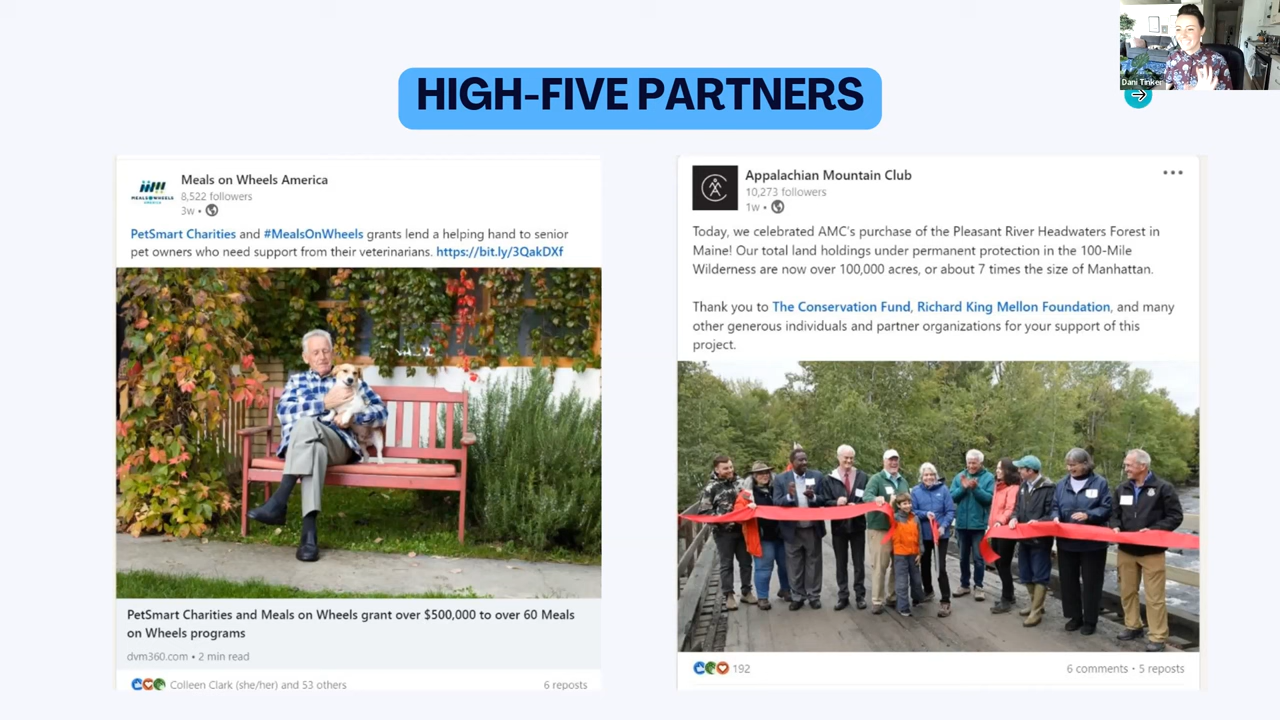 HIGH-FIVE PARTNERS
Dani Tinker
Meals on Wheels America
8,522 followers
3w •
MEALS ON WHEELS
AMERICA
PetSmart Charities and #MealsOnWheels grants lend a helping hand to senior
pet owners who need support from their veterinarians. https://bit.ly/3QakDXf
PetSmart Charities and Meals on Wheels grant over $500,000 to over 60 Meals
on Wheels programs
dvm360.com • 2 min read
Colleen Clark (she/her) and 53 others
6 reposts
Appalachian Mountain Club
10,273 followers
1w •
Today, we celebrated AMC's purchase of the Pleasant River Headwaters Forest in
Maine! Our total land holdings under permanent protection in the 100-Mile
Wilderness are now over 100,000 acres, or about 7 times the size of Manhattan.
Thank you to The Conservation Fund, Richard King Mellon Foundation, and many
other generous individuals and partner organizations for your support of this
project.
192
6 comments • 5 reposts